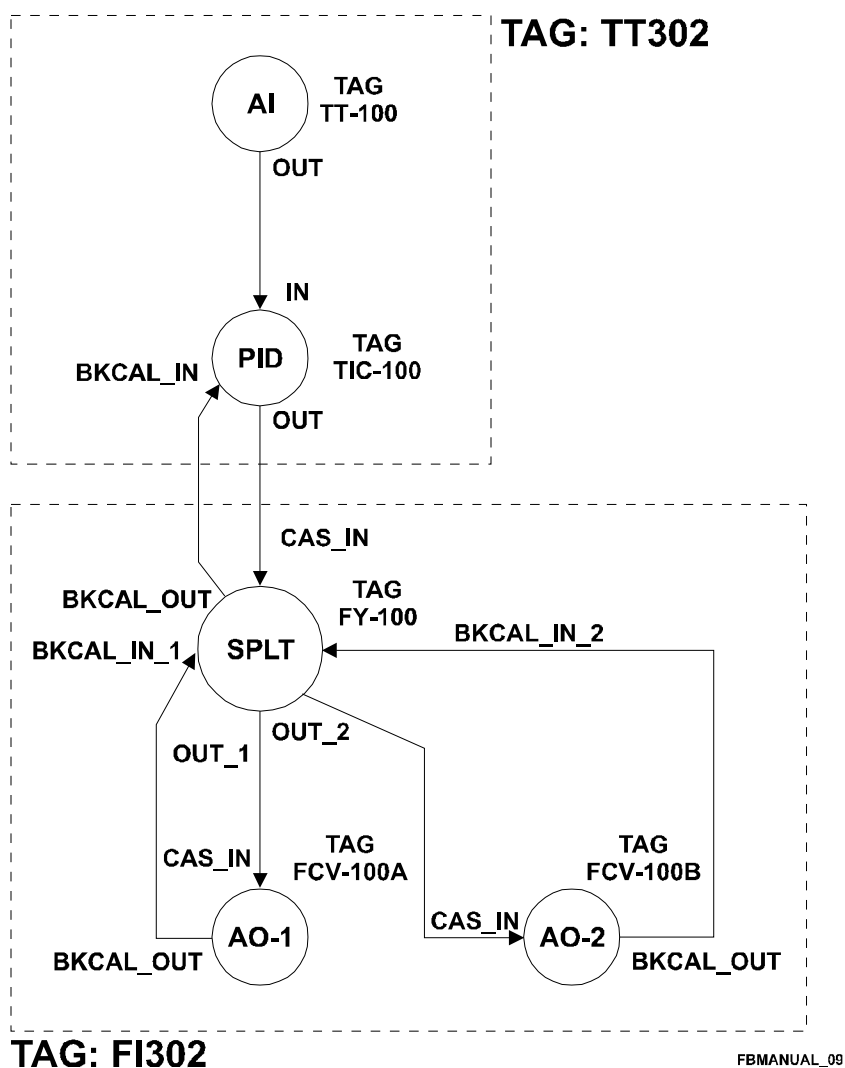 TAG: TT302
AI
TAG
TT-100
OUT
IN
PID
TAG
TIC-100
BKCAL_IN
OUT
CAS_IN
BKCAL_OUT
TAG
FY-100
BKCAL_IN_1
SPLT
BKCAL_IN_2
OUT_1
OUT_2
CAS_IN
TAG
FCV-100A
TAG
FCV-100B
AO-1
BKCAL_OUT
CAS_IN
AO-2
BKCAL_OUT
TAG: FI302
FBMANUAL_09